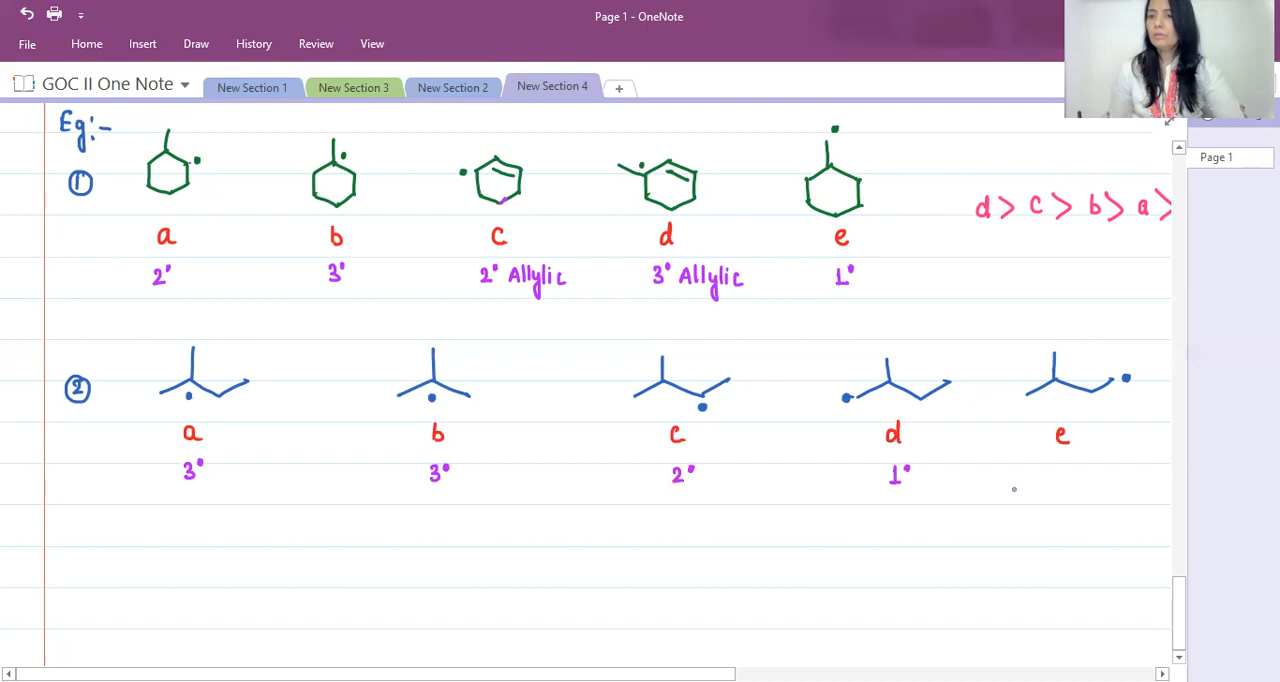 Page 1 - OneNote
File Home Insert Draw History Review View
GOC II One Note New Section 1 New Section 3 New Section 2 New Section 4
Page 1
Eg:-
①
d > c > b > a >
a b c d e
2° 3° 2° Allylic 3° Allylic 1°
②
a b c d e
3° 3° 2° 1°